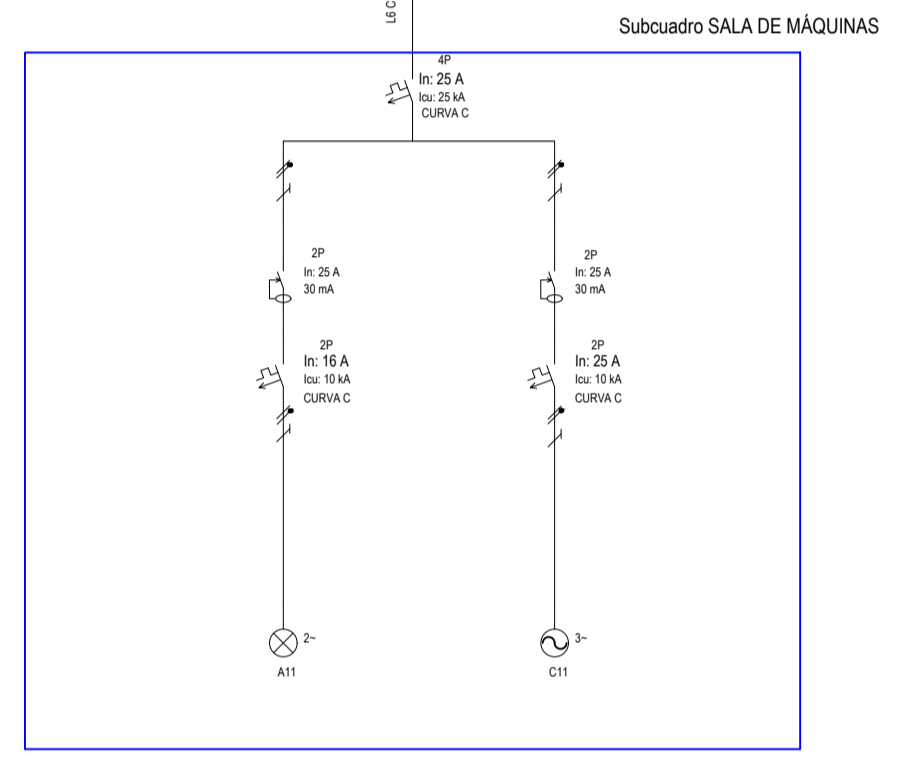 L6 C
Subcuadro SALA DE MÁQUINAS
4P
In: 25 A
Icu: 25 kA
CURVA C
2P
In: 25 A
30 mA
2P
In: 25 A
30 mA
2P
In: 16 A
Icu: 10 kA
CURVA C
2P
In: 25 A
Icu: 10 kA
CURVA C
2~
A11
3~
C11